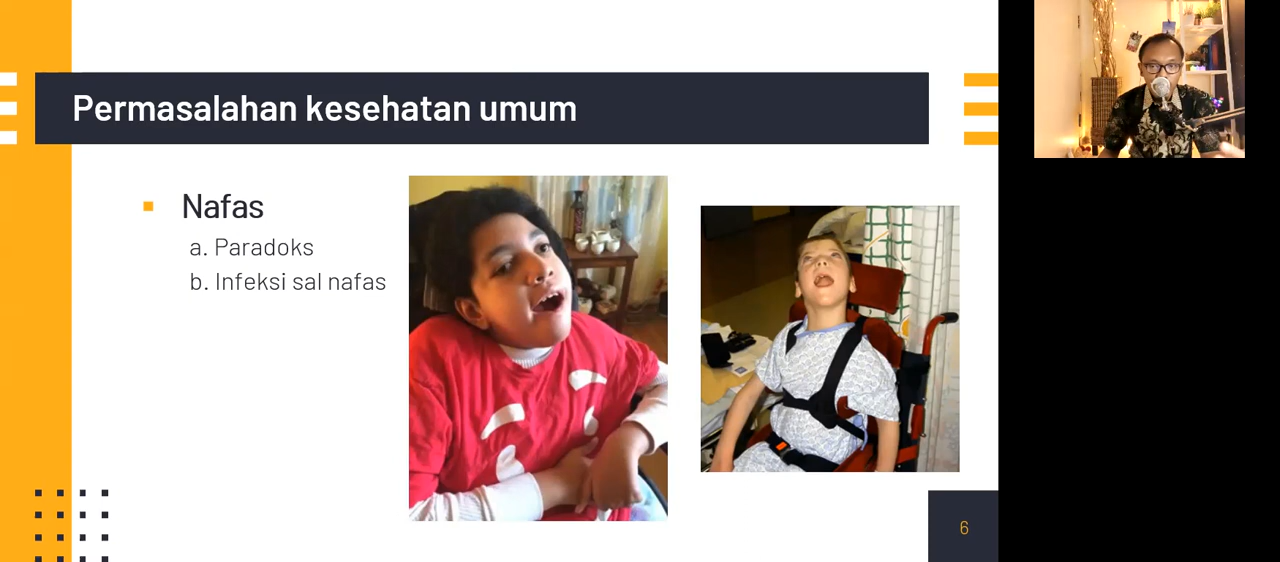 Permasalahan kesehatan umum
Nafas
a. Paradoks
b. Infeksi sal nafas
6